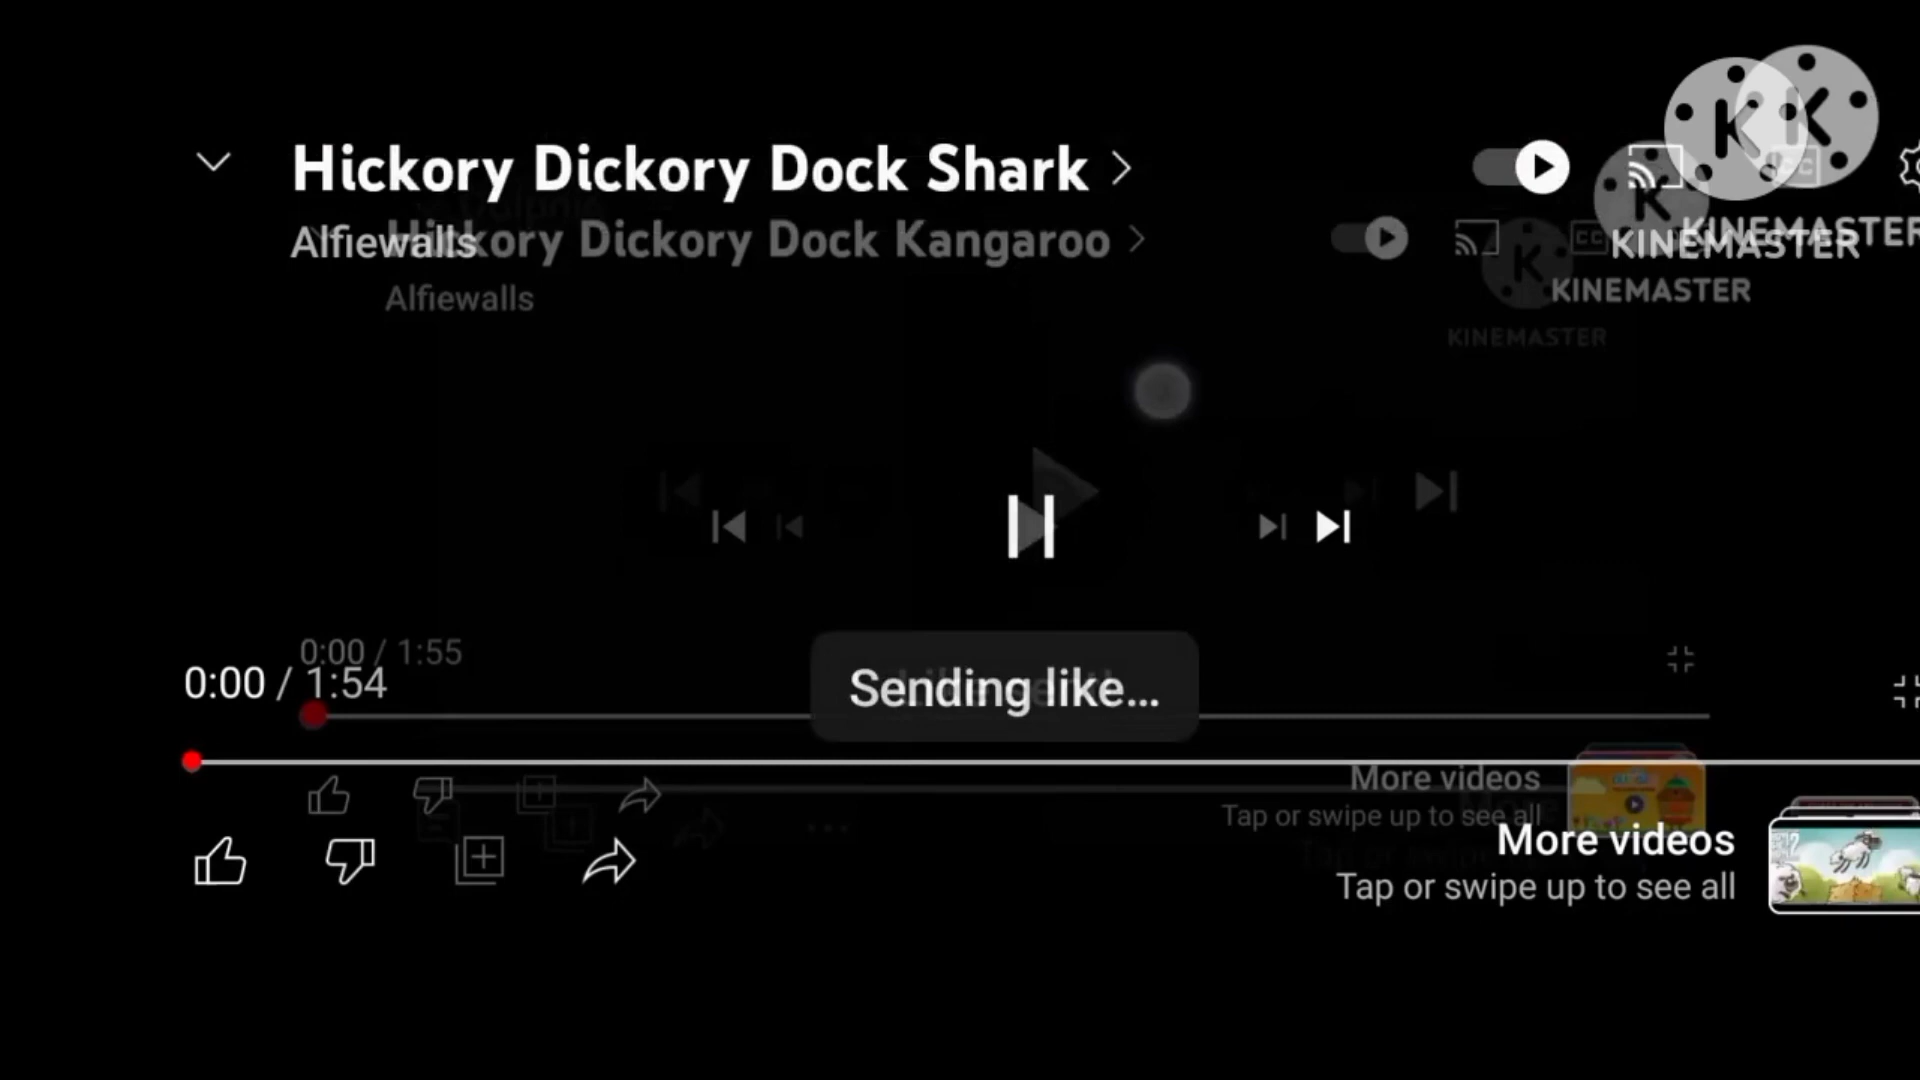 Hickory Dickory Dock Shark
Alfiewalls
Hickory Dickory Dock Kangaroo
Alfiewalls
CC
CC
K
K
K
K
KINEMASTER
KINEMASTER
KINEMASTER
KINEMASTER
0:00 / 1:55
0:00 / 1:54
Sending like...
More videos
Tap or swipe up to see all
More videos
Tap or swipe up to see all